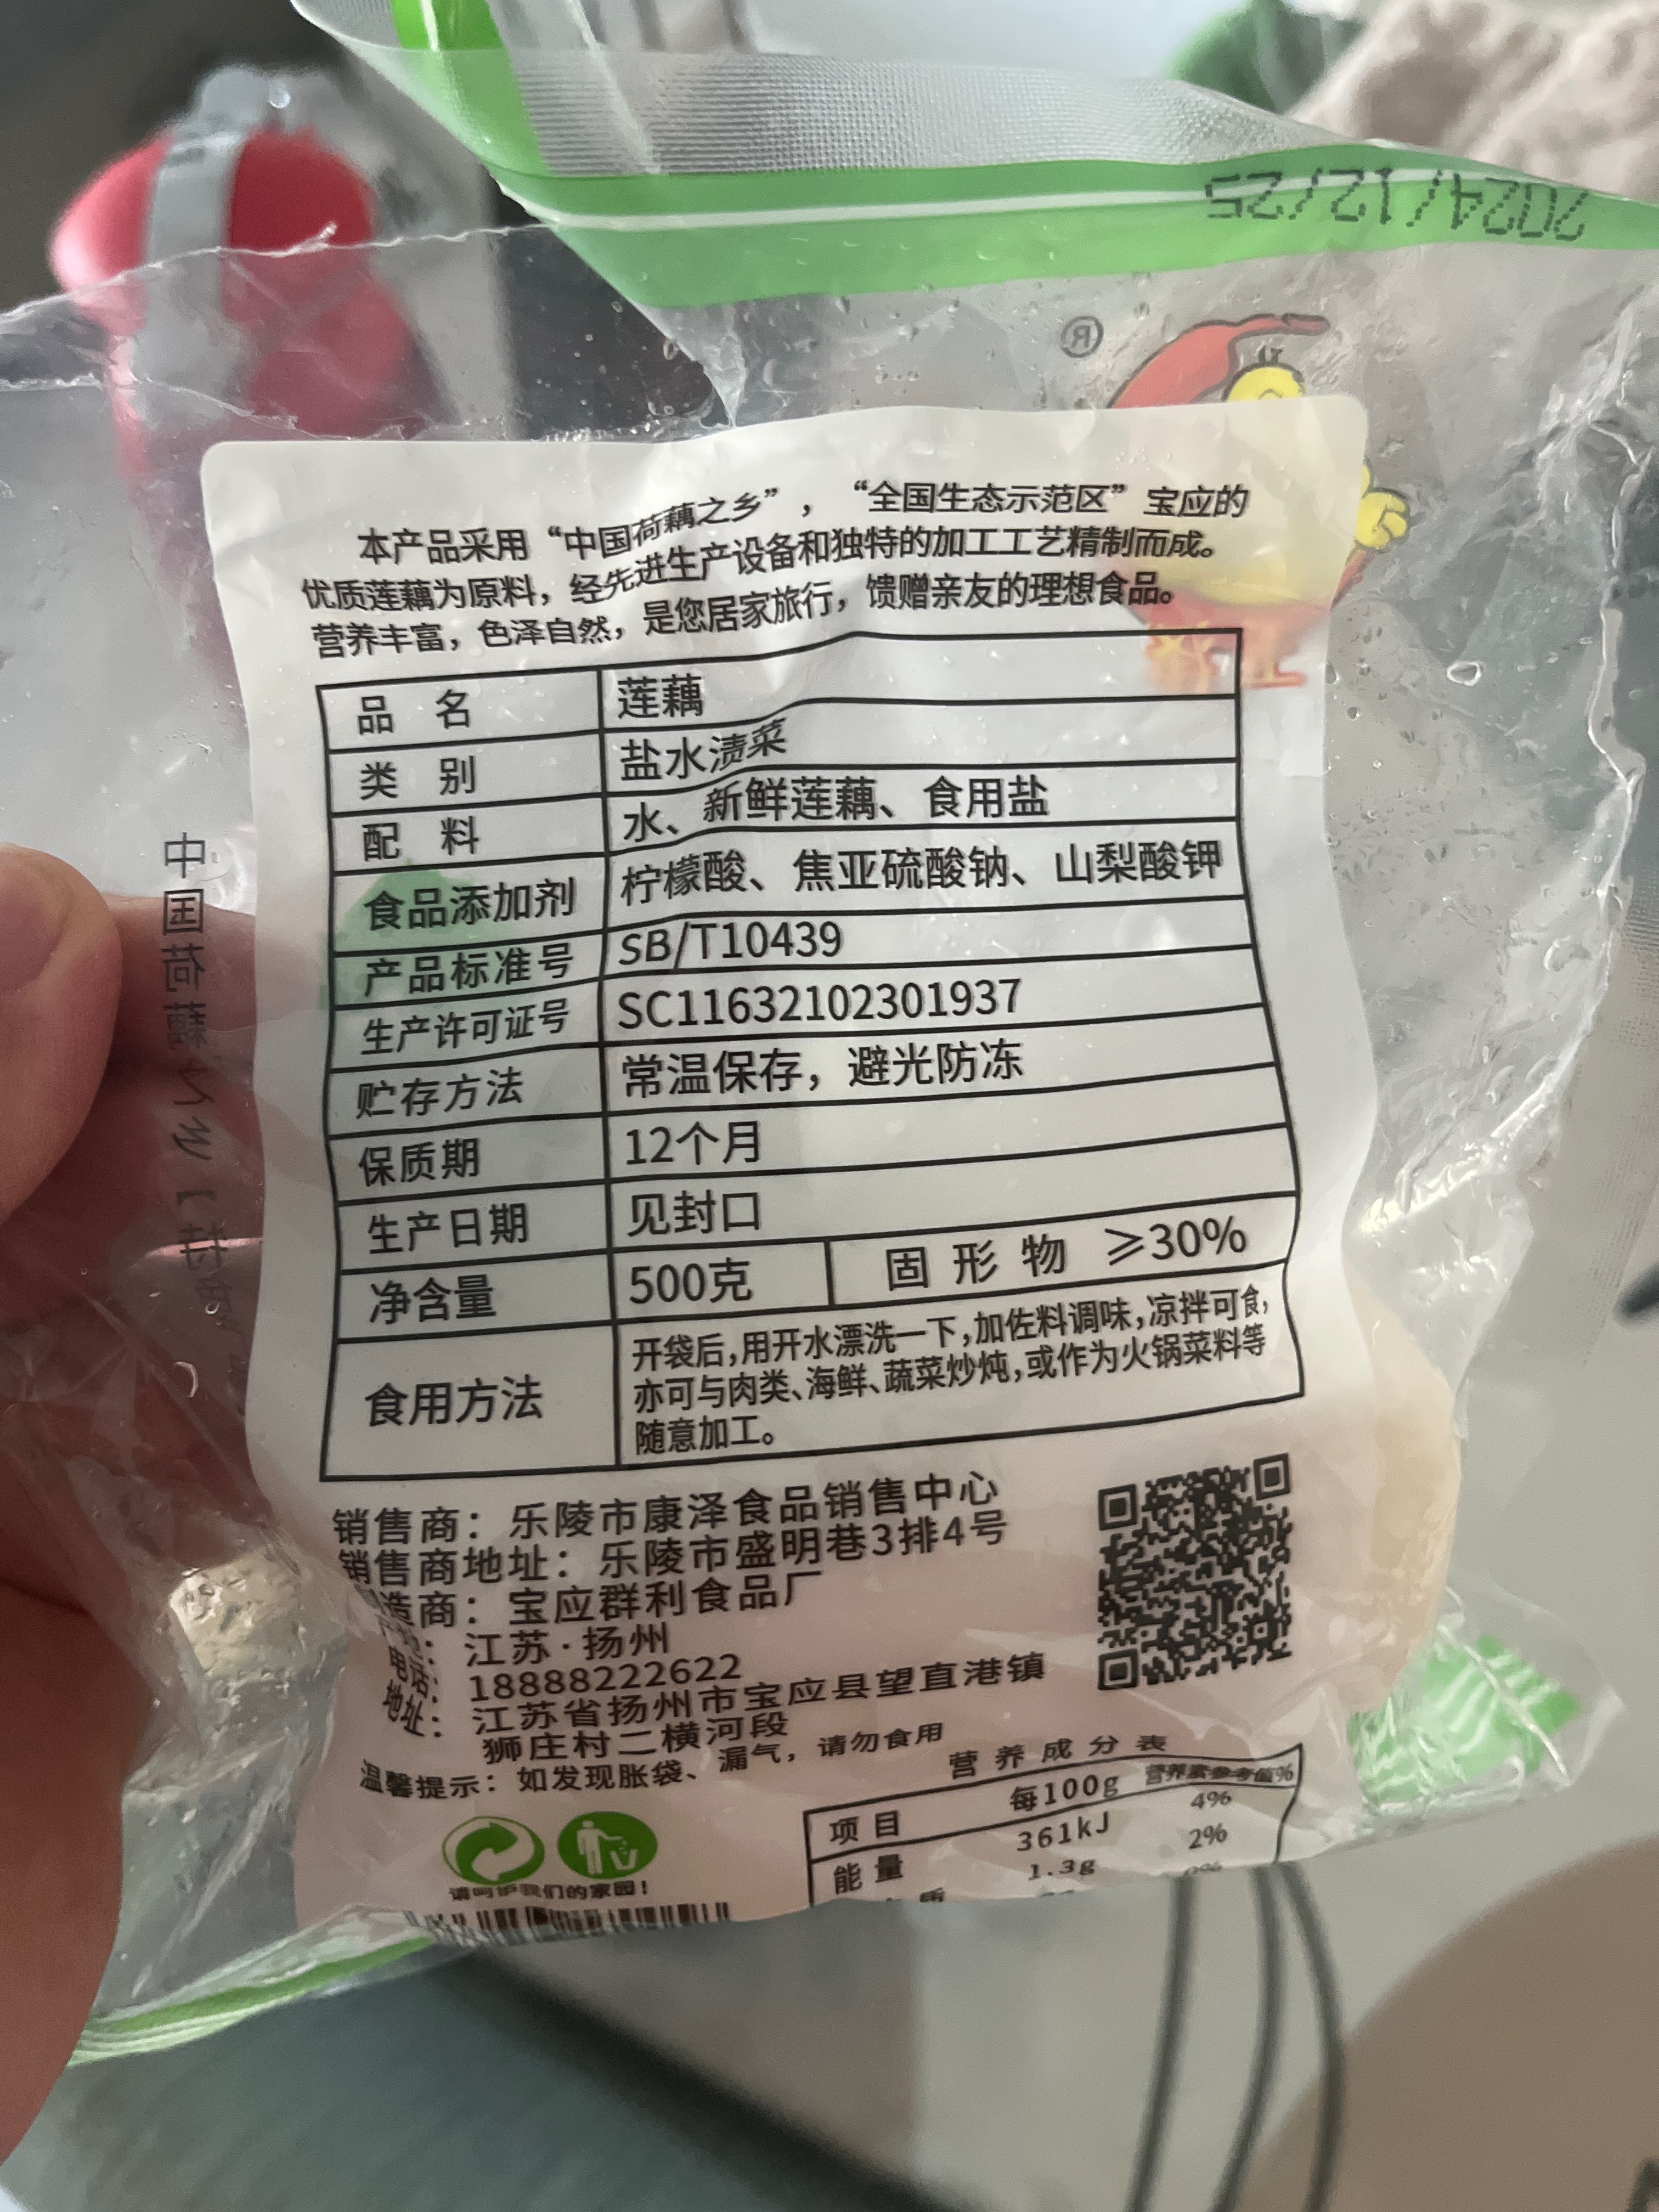 2024/12/25
®
本产品采用“中国荷藕之乡”,“全国生态示范区”宝应的
优质莲藕为原料,经先进生产设备和独特的加工工艺精制而成。
营养丰富,色泽自然,是您居家旅行,馈赠亲友的理想食品。
品 名 莲藕
类 别 盐水渍菜
配 料 水、新鲜莲藕、食用盐
食品添加剂 柠檬酸、焦亚硫酸钠、山梨酸钾
产品标准号 SB/T10439
生产许可证号 SC11632102301937
贮存方法 常温保存,避光防冻
保质期 12个月
生产日期 见封口
净含量 500克 固形物 ≥30%
食用方法 开袋后,用开水漂洗一下,加佐料调味,凉拌可食,
亦可与肉类、海鲜、蔬菜炒炖,或作为火锅菜料等
随意加工。
销售商:乐陵市康泽食品销售中心
销售商地址:乐陵市盛明巷3排4号
造商:宝应群利食品厂
地:江苏·扬州
电话:18888222622
地址:江苏省扬州市宝应县望直港镇
狮庄村二横河段
温馨提示:如发现胀袋、漏气,请勿食用
营养成分表
项目 每100g 营养素参考值%
能量 361kJ 4%
质 1.3g 2%
0%
请呵护我们的家园!
中国荷藕之乡